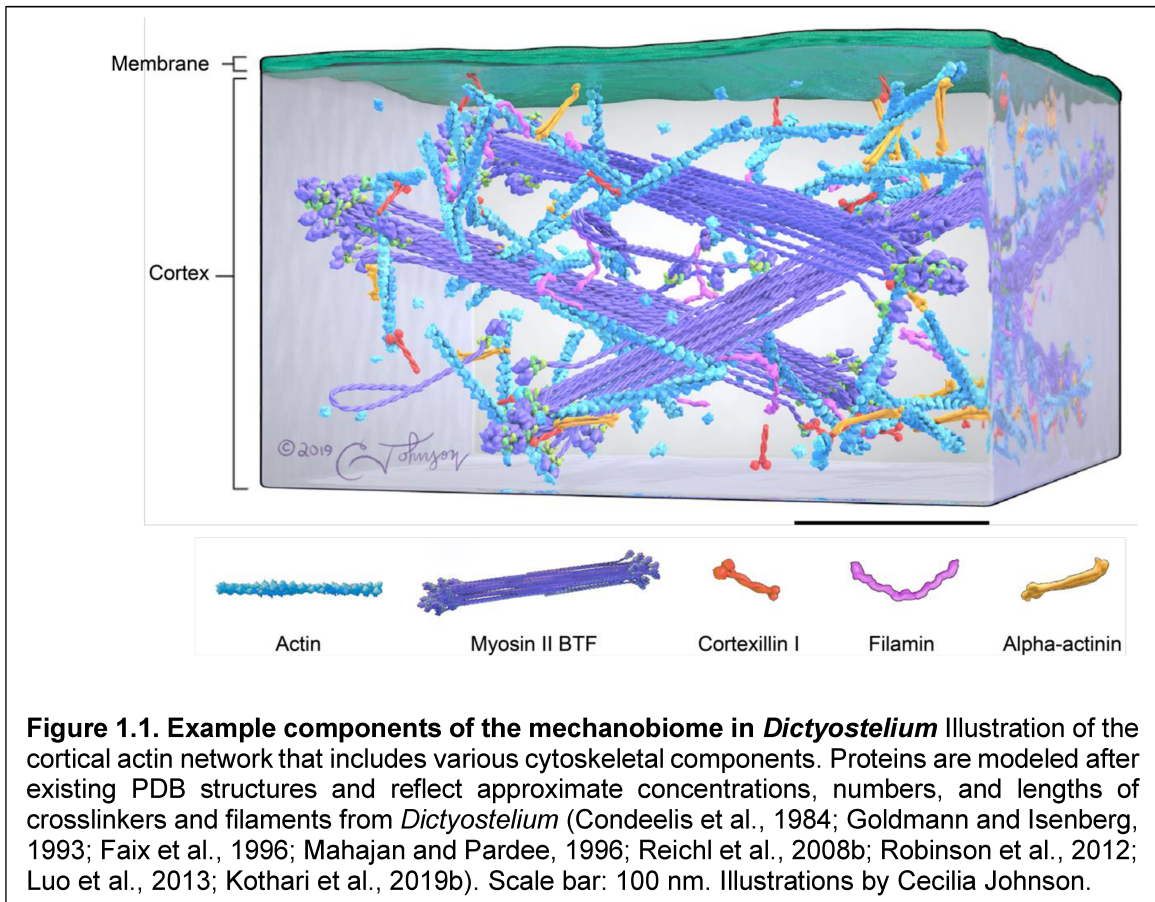 Membrane
Cortex
©2019 CJohnson
Actin
Myosin II BTF
Cortexillin I
Filamin
Alpha-actinin
Figure 1.1. Example components of the mechanobiome in Dictyostelium Illustration of the
cortical actin network that includes various cytoskeletal components. Proteins are modeled after
existing PDB structures and reflect approximate concentrations, numbers, and lengths of
crosslinkers and filaments from Dictyostelium (Condeelis et al., 1984; Goldmann and Isenberg,
1993; Faix et al., 1996; Mahajan and Pardee, 1996; Reichl et al., 2008b; Robinson et al., 2012;
Luo et al., 2013; Kothari et al., 2019b). Scale bar: 100 nm. Illustrations by Cecilia Johnson.